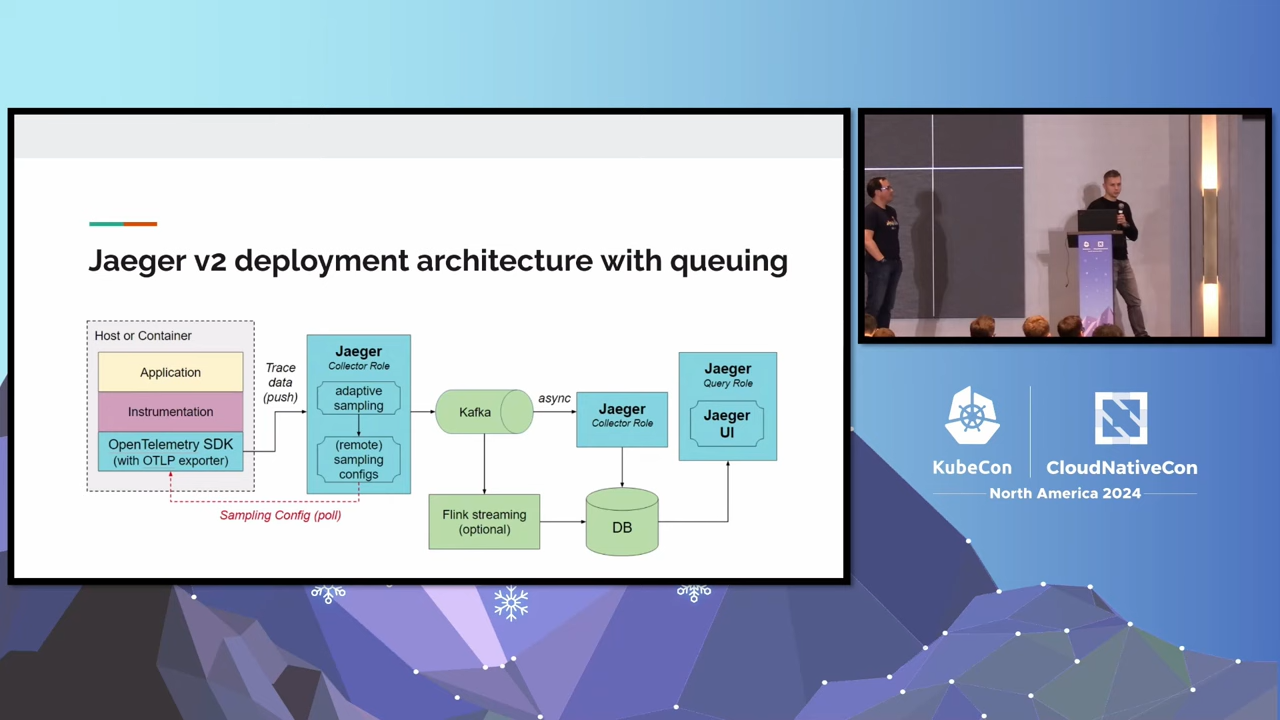 Jaeger v2 deployment architecture with queuing
Host or Container
Application
Instrumentation
OpenTelemetry SDK
(with OTLP exporter)
Trace
data
(push)
Sampling Config (poll)
Jaeger
Collector Role
adaptive
sampling
(remote)
sampling
configs
Kafka
async
Flink streaming
(optional)
Jaeger
Collector Role
DB
Jaeger
Query Role
Jaeger
UI
KubeCon
CloudNativeCon
North America 2024